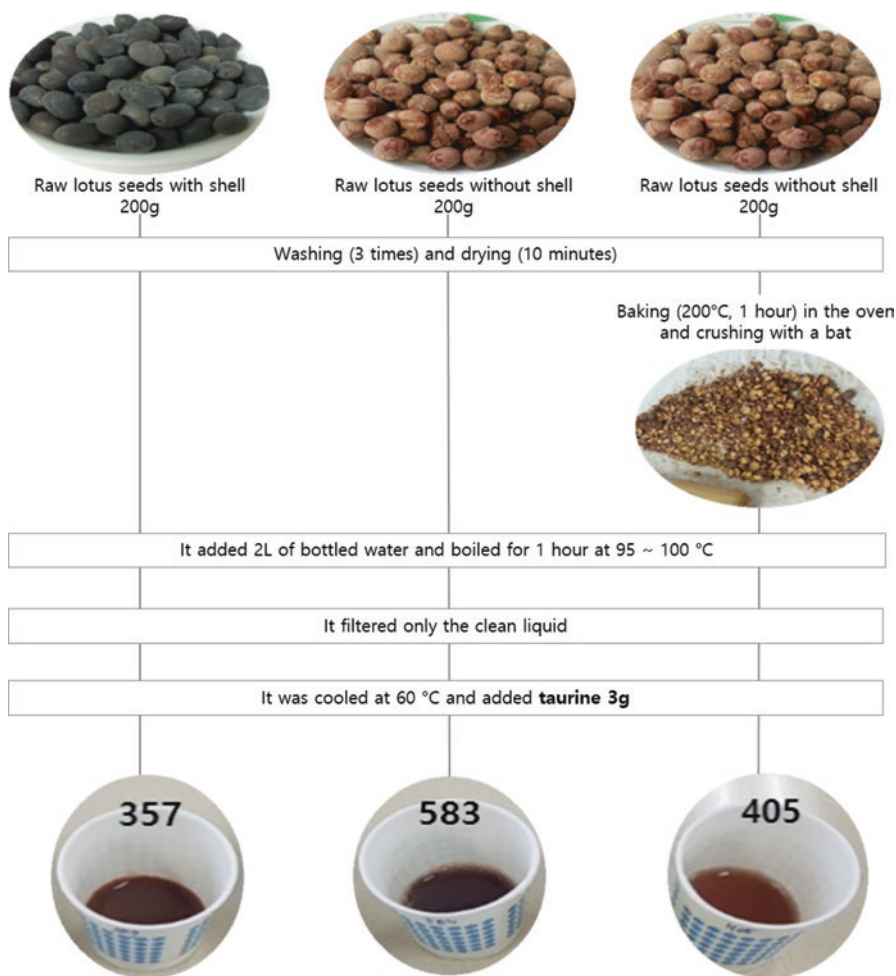 Raw lotus seeds with shell
200g
Raw lotus seeds without shell
200g
Raw lotus seeds without shell
200g
Washing (3 times) and drying (10 minutes)
Baking (200°C, 1 hour) in the oven
and crushing with a bat
It added 2L of bottled water and boiled for 1 hour at 95 ~ 100 °C
It filtered only the clean liquid
It was cooled at 60 °C and added taurine 3g
357
583
405